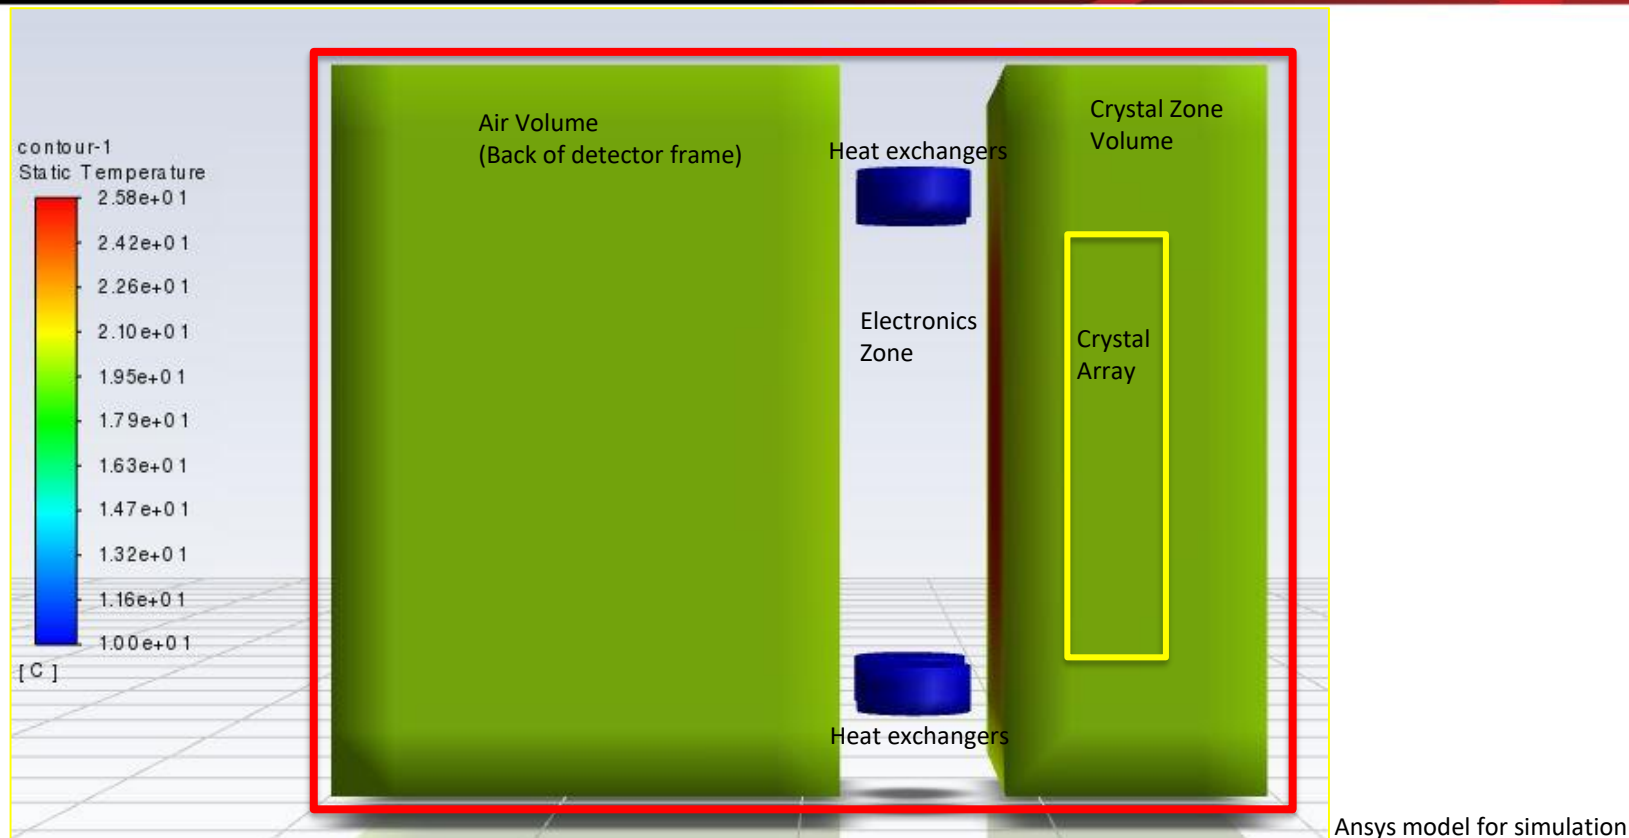 contour-1
Static Temperature
2.58e+01
2.42e+01
2.26e+01
2.10e+01
1.95e+01
1.79e+01
1.63e+01
1.47e+01
1.32e+01
1.16e+01
1.00e+01
[C]
Air Volume
(Back of detector frame)
Heat exchangers
Electronics
Zone
Heat exchangers
Crystal Zone
Volume
Crystal
Array
Ansys model for simulation